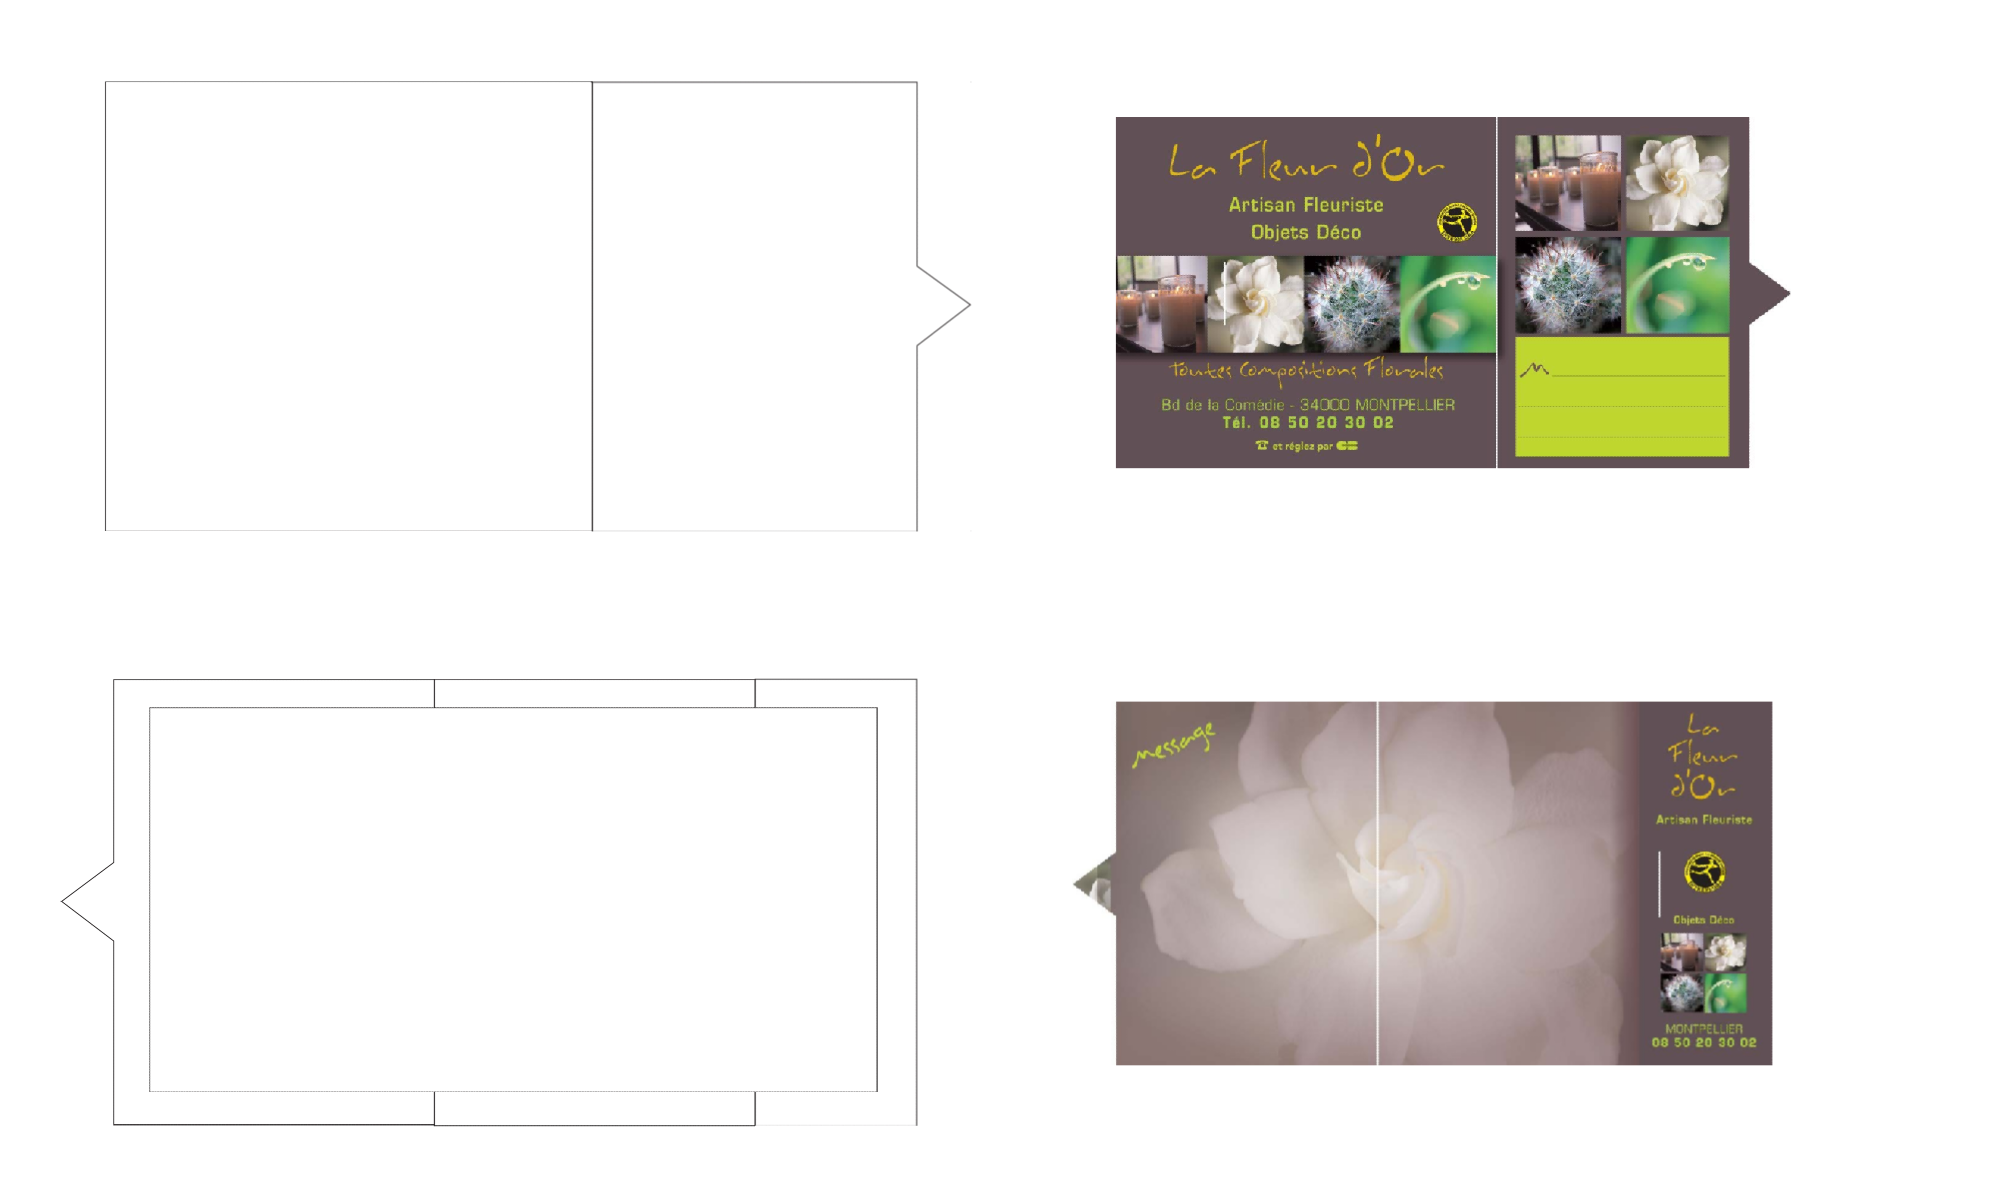 La Fleur d'Or
Artisan Fleuriste
Objets Déco
Toutes Compositions Florales
Bd de la Comédie - 34000 MONTPELLIER
Tél. 08 50 20 30 02
☎ et réglez par CB
M
message
La
Fleur
d'Or
Artisan Fleuriste
Objets Déco
MONTPELLIER
08 50 20 30 02